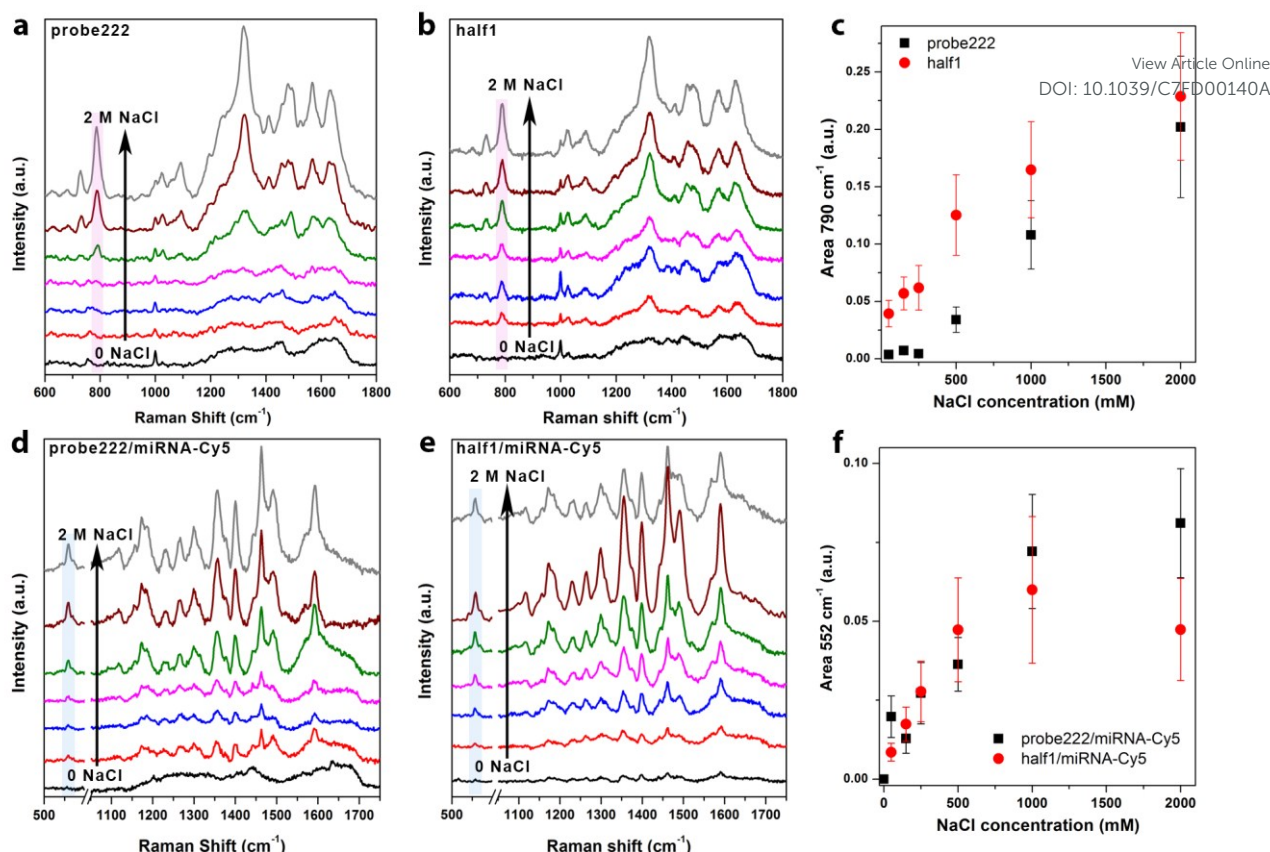 a
probe222
2 M NaCl
0 NaCl
Intensity (a.u.)
600 800 1000 1200 1400 1600 1800
Raman Shift (cm-1)
b
half1
2 M NaCl
0 NaCl
Intensity (a.u.)
600 800 1000 1200 1400 1600 1800
Raman Shift (cm-1)
c
probe222
half1
View Article Online
DOI: 10.1039/C7FD00140A
0.25
0.20
0.15
0.10
0.05
0.00
Area 790 cm-1 (a.u.)
500 1000 1500 2000
NaCl concentration (mM)
d
probe222/miRNA-Cy5
2 M NaCl
0 NaCl
Intensity (a.u.)
500 1100 1200 1300 1400 1500 1600 1700
Raman Shift (cm-1)
e
half1/miRNA-Cy5
2 M NaCl
0 NaCl
Intensity (a.u.)
500 1100 1200 1300 1400 1500 1600 1700
Raman Shift (cm-1)
f
0.10
0.05
0.00
Area 552 cm-1 (a.u.)
probe222/miRNA-Cy5
half1/miRNA-Cy5
0 500 1000 1500 2000
NaCl concentration (mM)